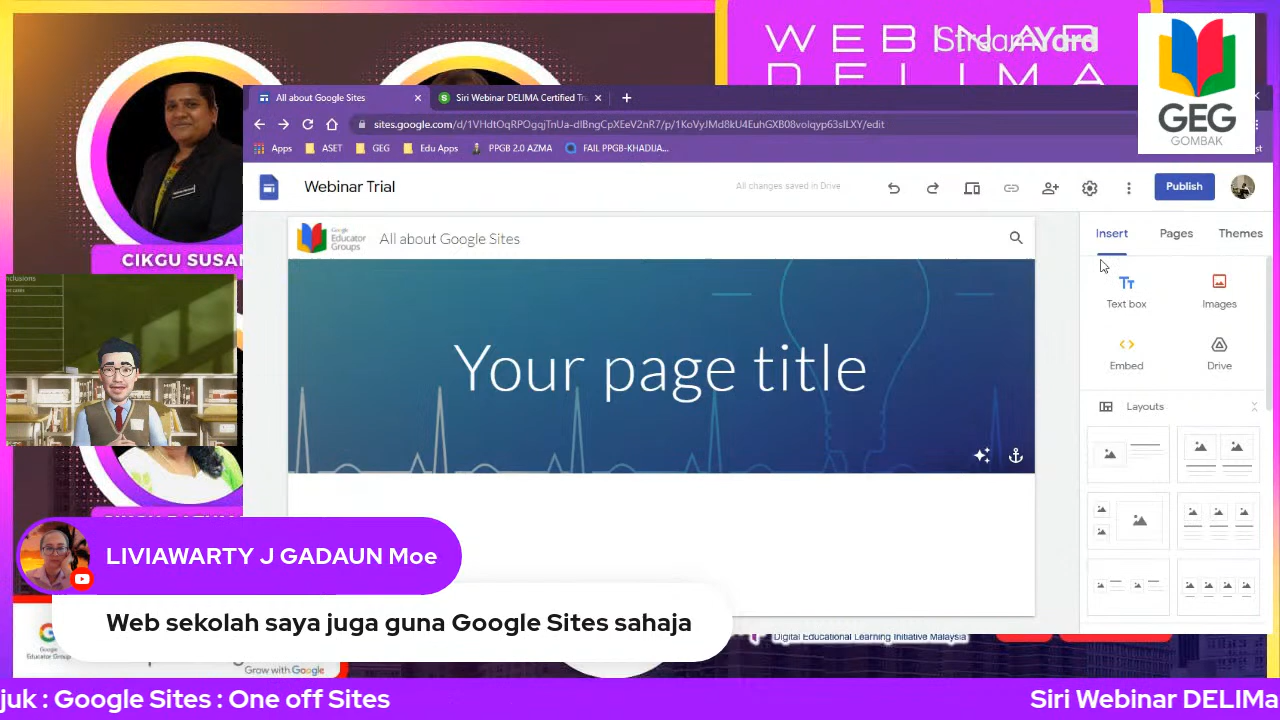 WEBINAR
StreamYard
DELIMA
GEG
GOMBAK
All about Google Sites
Siri Webinar DELIMA Certified Tr
sites.google.com/d/1VHdtOqRPOgqjTnUa-dlBngCpXEeV2nR7/p/1KoVyJMd8kU4EuhGXB08volqyp63sILXY/edit
Apps
ASET
GEG
Edu Apps
PPGB 2.0 AZMA
FAIL PPGB-KHADIJA...
Webinar Trial
All changes saved in Drive
Publish
Google
Educator
Groups
All about Google Sites
Insert
Pages
Themes
Text box
Images
Embed
Drive
Layouts
Your page title
CIKGU SUSAN
LIVIAWARTY J GADAUN Moe
Web sekolah saya juga guna Google Sites sahaja
Google
Educator Groups
Grow with Google
Digital Educational Learning Initiative Malaysia
juk : Google Sites : One off Sites
Siri Webinar DELIMa